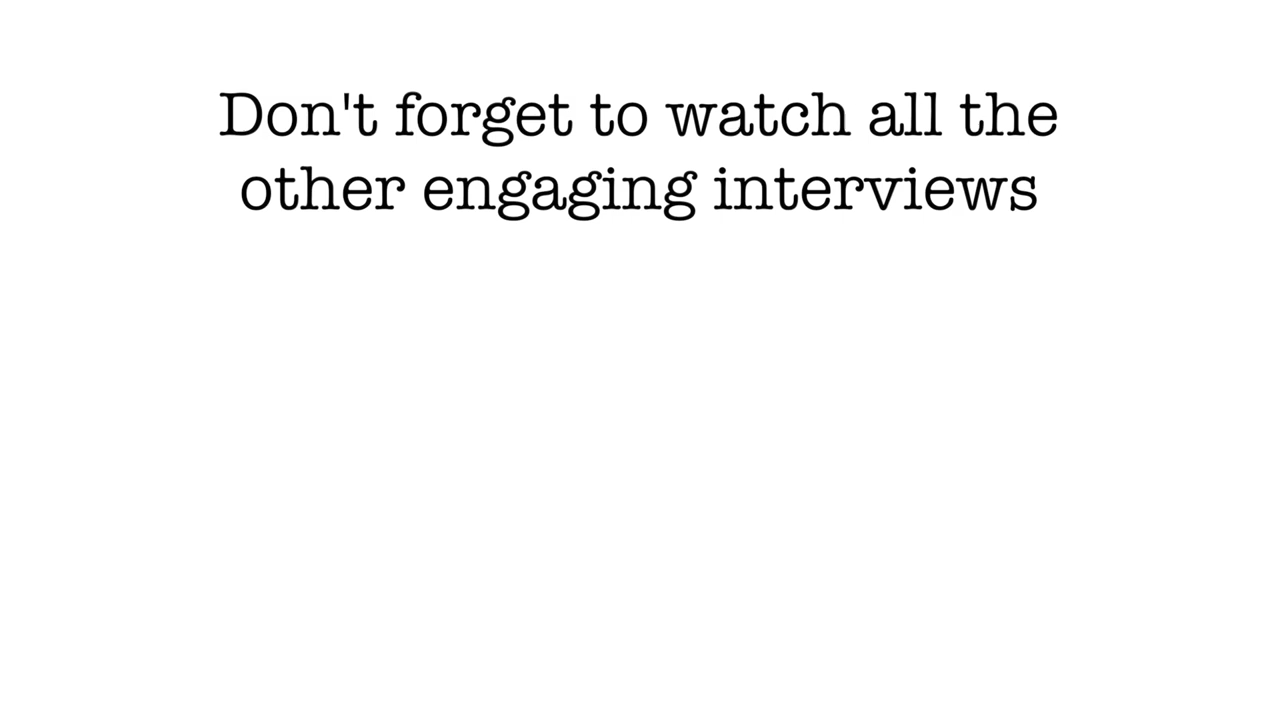 Don't forget to watch all the
other engaging interviews